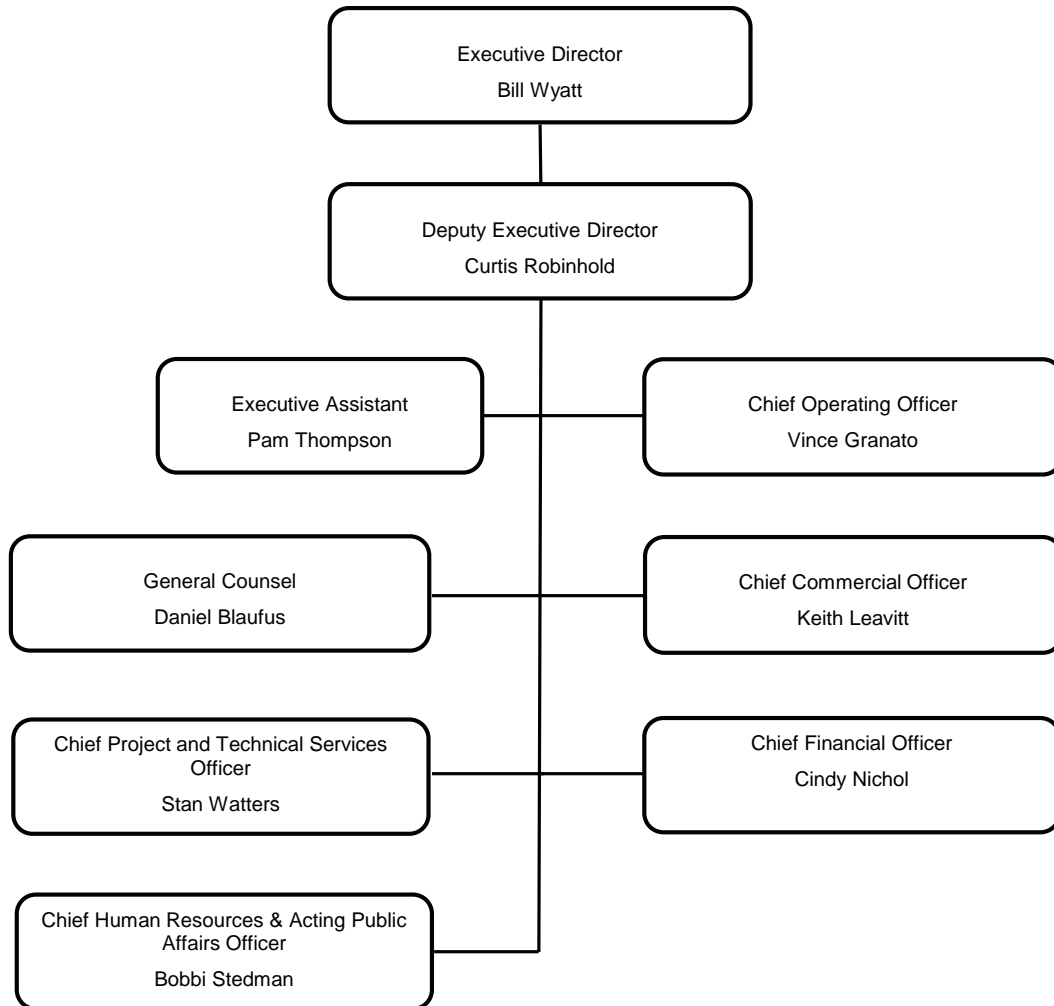 Executive Director
Bill Wyatt
Deputy Executive Director
Curtis Robinhold
Executive Assistant
Pam Thompson
Chief Operating Officer
Vince Granato
General Counsel
Daniel Blaufus
Chief Commercial Officer
Keith Leavitt
Chief Project and Technical Services
Officer
Stan Watters
Chief Financial Officer
Cindy Nichol
Chief Human Resources & Acting Public
Affairs Officer
Bobbi Stedman